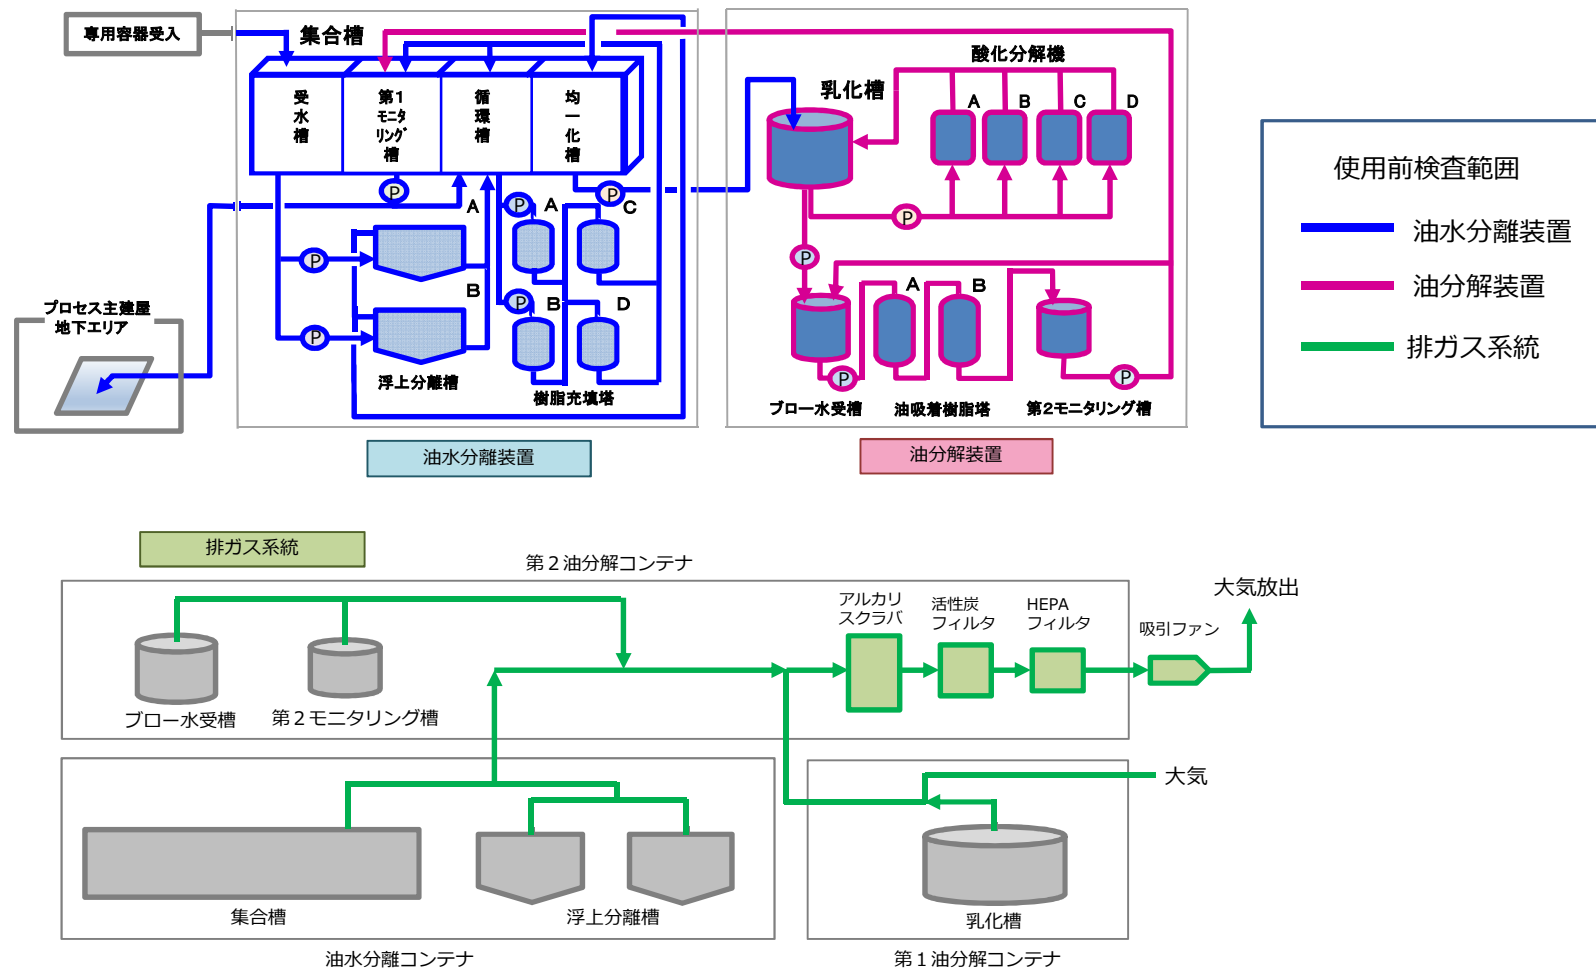 専用容器受入
集合槽
受水槽
第1モニタリング槽
循環槽
均一化槽
P
P
A
B
P
P
浮上分離槽
P
A
C
P
B
D
樹脂充填塔
プロセス主建屋
地下エリア
油水分離装置
乳化槽
酸化分解機
A
B
C
D
P
P
A
B
P
P
ブロー水受槽
油吸着樹脂塔
第2モニタリング槽
油分解装置
使用前検査範囲
油水分離装置
油分解装置
排ガス系統
排ガス系統
第２油分解コンテナ
ブロー水受槽
第２モニタリング槽
アルカリ
スクラバ
活性炭
フィルタ
HEPA
フィルタ
吸引ファン
大気放出
大気
集合槽
浮上分離槽
乳化槽
油水分離コンテナ
第１油分解コンテナ
P